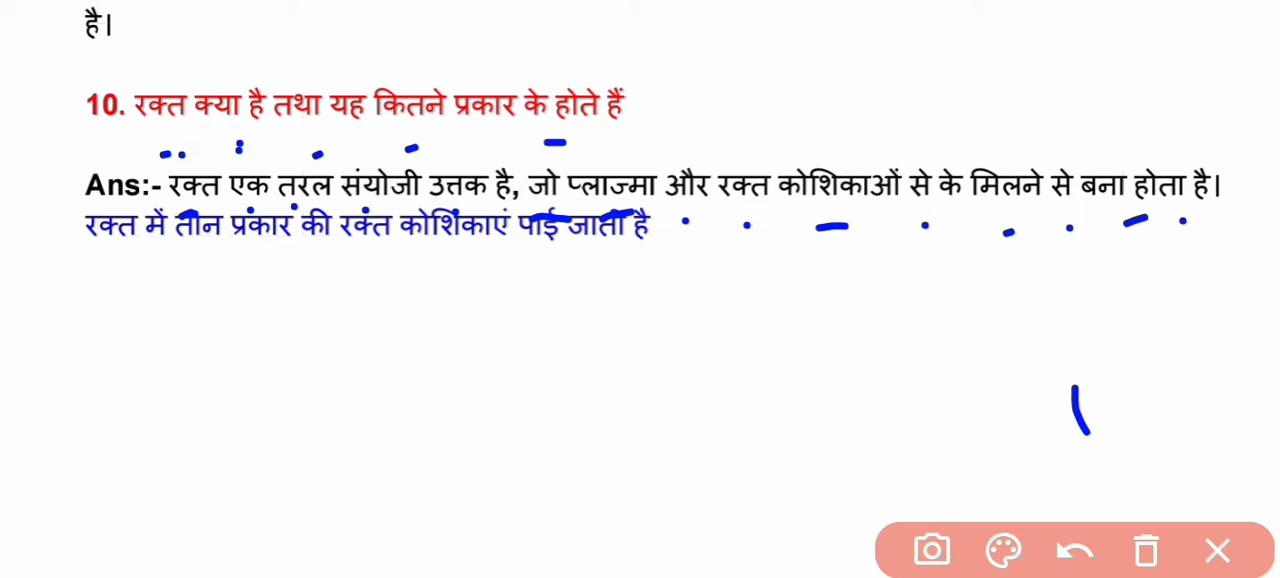 है।
10. रक्त क्या है तथा यह कितने प्रकार के होते हैं
Ans:- रक्त एक तरल संयोजी उत्तक है, जो प्लाज्मा और रक्त कोशिकाओं से के मिलने से बना होता है।
रक्त में तीन प्रकार की रक्त कोशिकाएं पाई जाती है